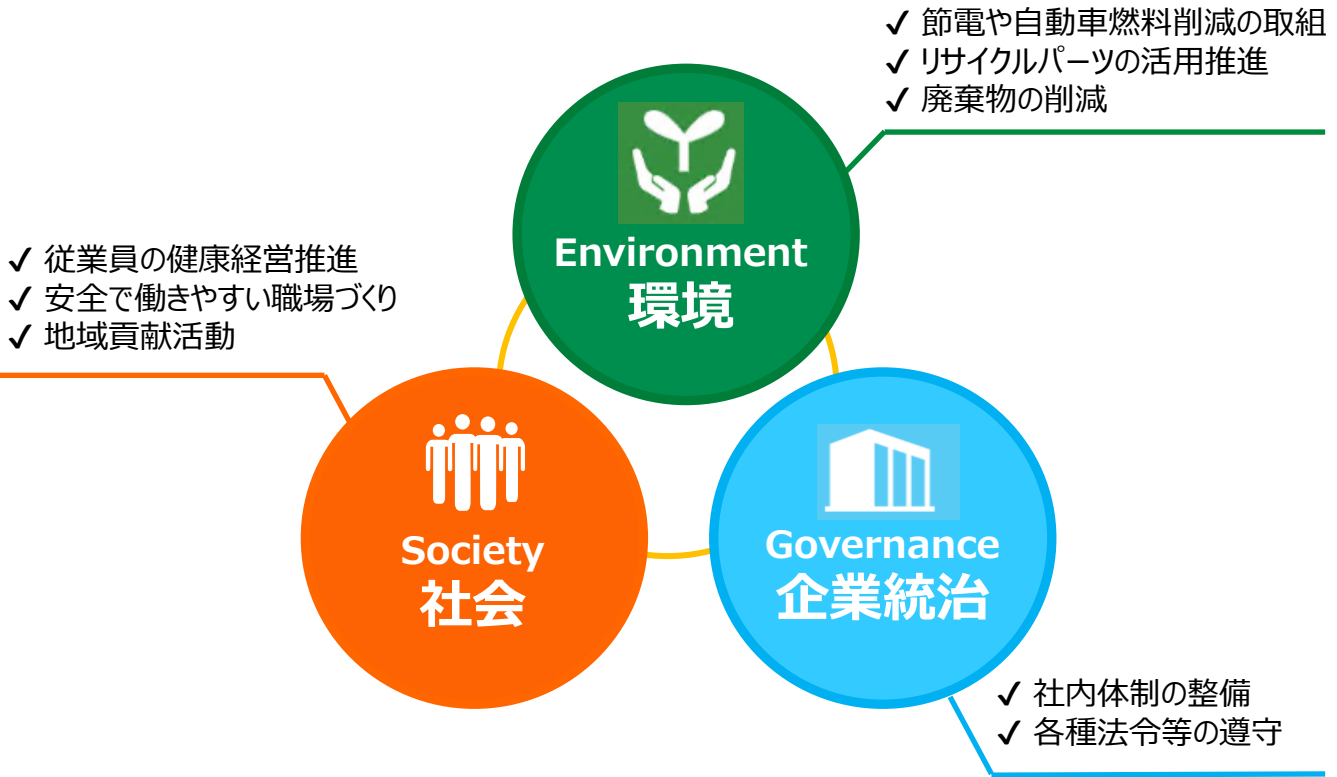 ✓ 節電や自動車燃料削減の取組
✓ リサイクルパーツの活用推進
✓ 廃棄物の削減
Environment
環境
✓ 従業員の健康経営推進
✓ 安全で働きやすい職場づくり
✓ 地域貢献活動
Society
社会
Governance
企業統治
✓ 社内体制の整備
✓ 各種法令等の遵守